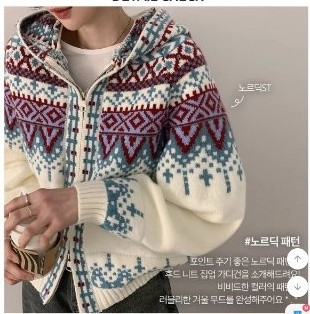 노르딕ST
#노르딕 패턴
포인트 주기 좋은 노르딕 패
후드 니트 집업 가디건을 소개해드려요!
비비드한 컬러의 패
러블리한 겨울 무드를 완성해주어요 *